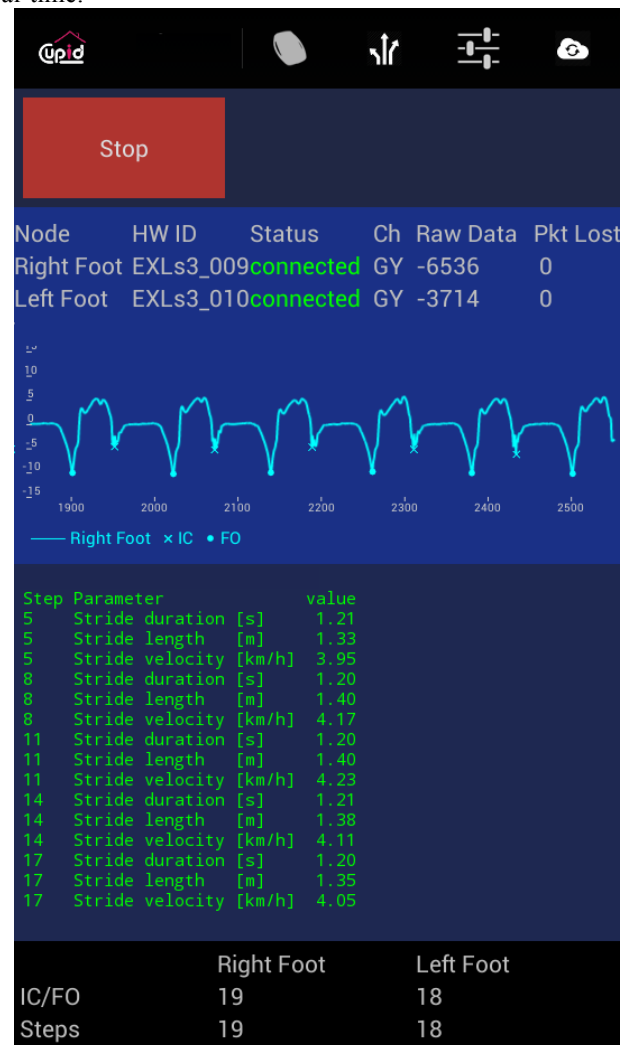 Cupid
Stop
Node HW ID Status Ch Raw Data Pkt Lost
Right Foot EXLs3_009connected GY -6536 0
Left Foot EXLs3_010connected GY -3714 0
10
5
0
-5
-10
-15
1900 2000 2100 2200 2300 2400 2500
Right Foot × IC • FO
Step Parameter value
5 Stride duration [s] 1.21
5 Stride length [m] 1.33
5 Stride velocity [km/h] 3.95
8 Stride duration [s] 1.20
8 Stride length [m] 1.40
8 Stride velocity [km/h] 4.17
11 Stride duration [s] 1.20
11 Stride length [m] 1.40
11 Stride velocity [km/h] 4.23
14 Stride duration [s] 1.21
14 Stride length [m] 1.38
14 Stride velocity [km/h] 4.11
17 Stride duration [s] 1.20
17 Stride length [m] 1.35
17 Stride velocity [km/h] 4.05
Right Foot Left Foot
IC/FO 19 18
Steps 19 18